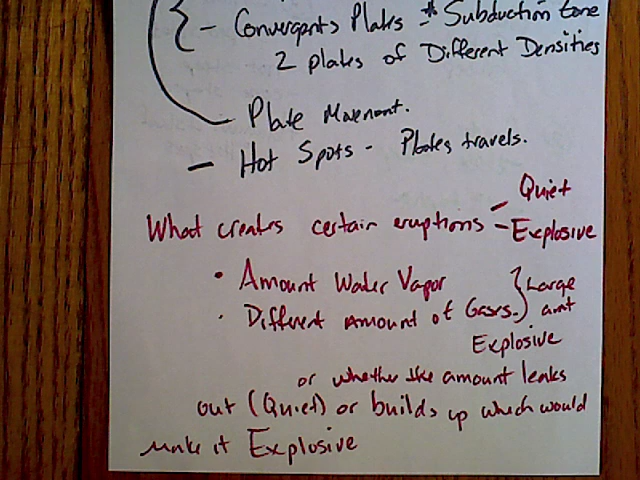 - Convergents Plates - * Subduction Zone
2 plates of Different Densities
Plate Movemont.
- Hot Spots - Plates travels.
What creates certain eruptions - Quiet
- Explosive
• Amount Water Vapor
• Different Amount of Gases. } Large amt
Explosive
or whether the amount leaks
out (Quiet) or builds up which would
make it Explosive